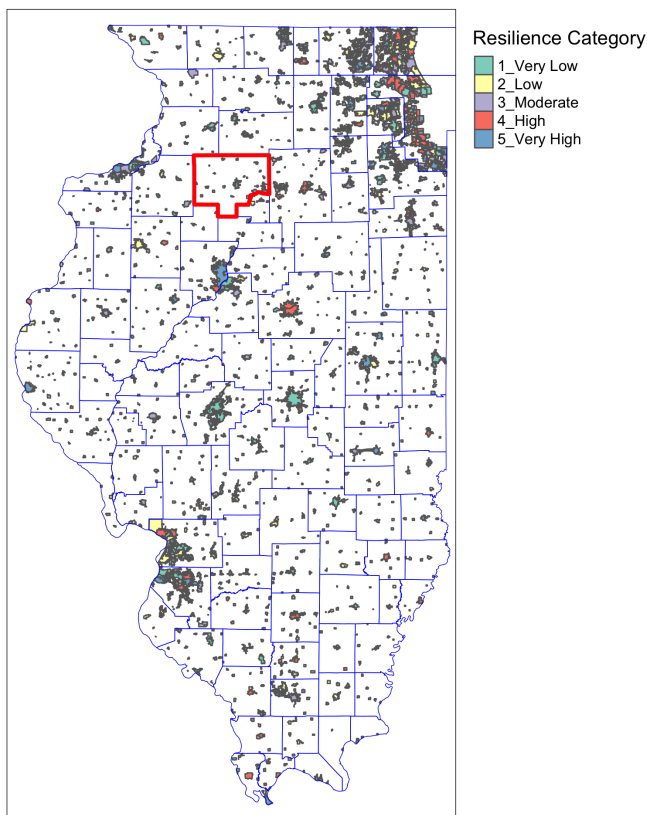 Resilience Category
1_Very Low
2_Low
3_Moderate
4_High
5_Very High